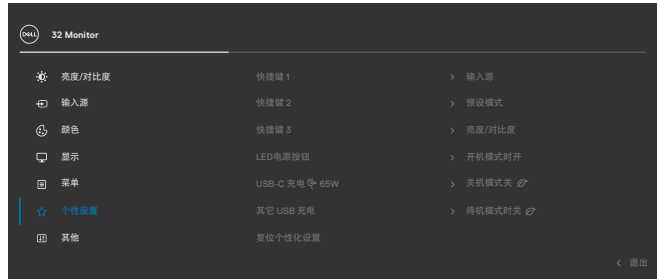 DELL 32 Monitor
亮度/对比度 快捷键 1 > 输入源
输入源 快捷键 2 > 预设模式
颜色 快捷键 3 > 亮度/对比度
显示 LED电源按钮 > 开机模式时开
菜单 USB-C 充电 65W > 关机模式关
个性设置 其它 USB 充电 > 待机模式时关
其他 复位个性化设置
< 退出